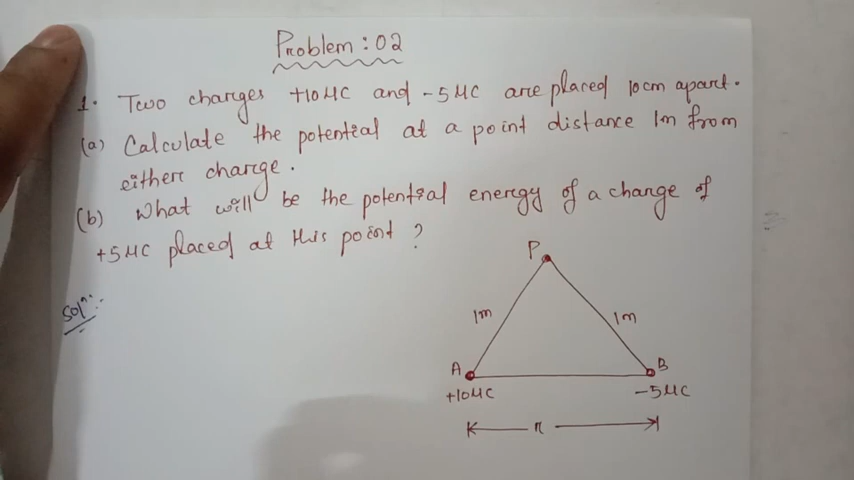 Problem : 02
1. Two charges +10μC and -5μC are placed 10cm apart.
(a) Calculate the potential at a point distance 1m from
either charge.
(b) What will be the potential energy of a change of
+5μC placed at this point ?
Solⁿ:-
P
1m 1m
A B
+10μC -5μC
r